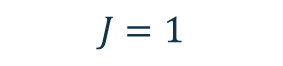 J = 1